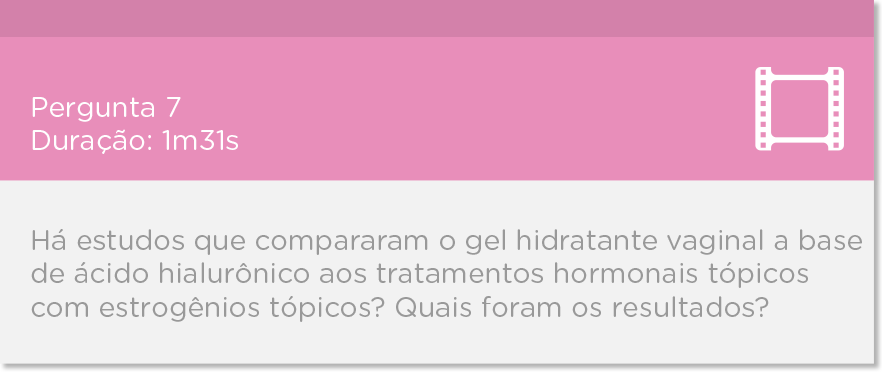 Pergunta 7
Duração: 1m31s
Há estudos que compararam o gel hidratante vaginal a base
de ácido hialurônico aos tratamentos hormonais tópicos
com estrogênios tópicos? Quais foram os resultados?